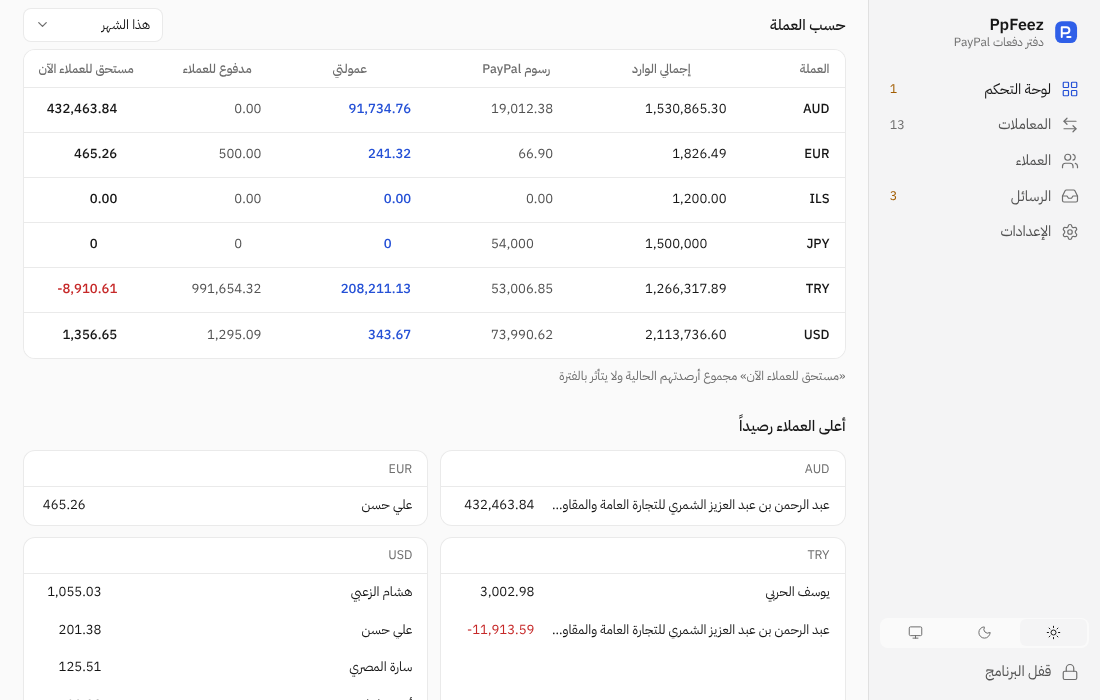 PpFeez
دفتر دفعات PayPal
لوحة التحكم 1
المعاملات 13
العملاء
الرسائل 3
الإعدادات
قفل البرنامج
حسب العملة هذا الشهر
العملة إجمالي الوارد رسوم PayPal عمولتي مدفوع للعملاء مستحق للعملاء الآن
AUD 1,530,865.30 19,012.38 91,734.76 0.00 432,463.84
EUR 1,826.49 66.90 241.32 500.00 465.26
ILS 1,200.00 0.00 0.00 0.00 0.00
JPY 1,500,000 54,000 0 0 0
TRY 1,266,317.89 53,006.85 208,211.13 991,654.32 -8,910.61
USD 2,113,736.60 73,990.62 343.67 1,295.09 1,356.65
«مستحق للعملاء الآن» مجموع أرصدتهم الحالية ولا يتأثر بالفترة
أعلى العملاء رصيداً
AUD
عبد الرحمن بن عبد العزيز الشمري للتجارة العامة والمقاو... 432,463.84
EUR
علي حسن 465.26
TRY
يوسف الحربي 3,002.98
عبد الرحمن بن عبد العزيز الشمري للتجارة العامة والمقاو... -11,913.59
USD
هشام الزعبي 1,055.03
علي حسن 201.38
سارة المصري 125.51